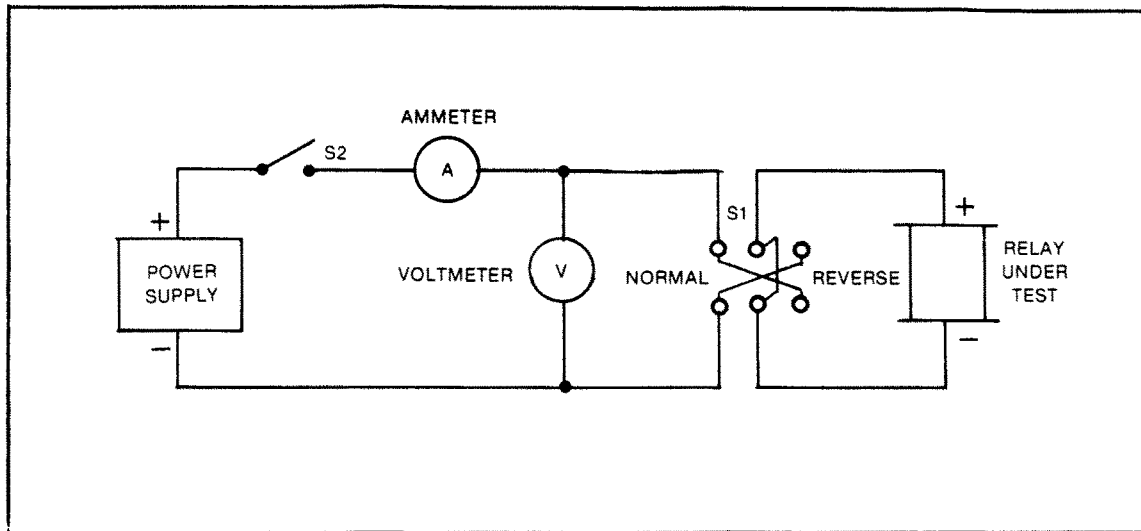 AMMETER
S2
A
+
S1
+
POWER
SUPPLY
VOLTMETER
V
NORMAL
REVERSE
RELAY
UNDER
TEST
−
−